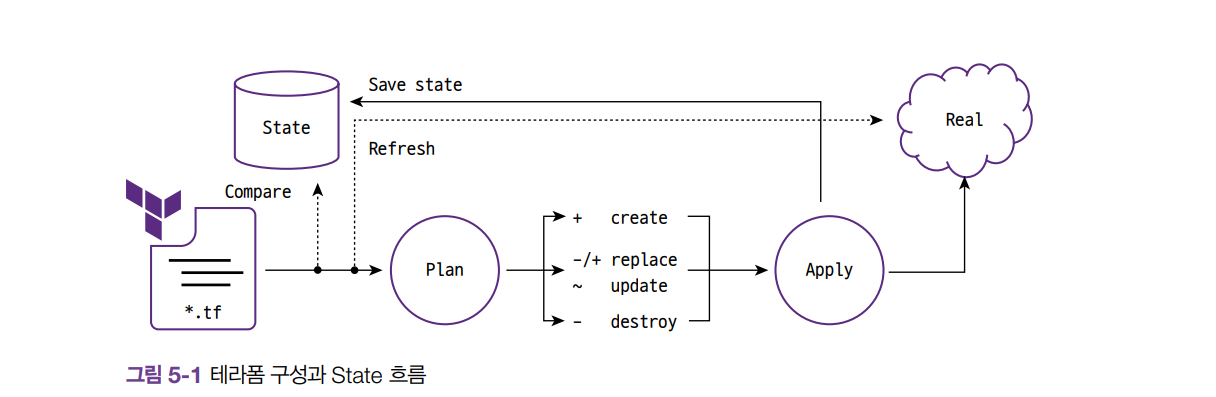 Save state
State
Real
Refresh
Compare
+ create
-/+ replace
~ update
- destroy
Plan
Apply
*.tf
그림 5-1 테라폼 구성과 State 흐름